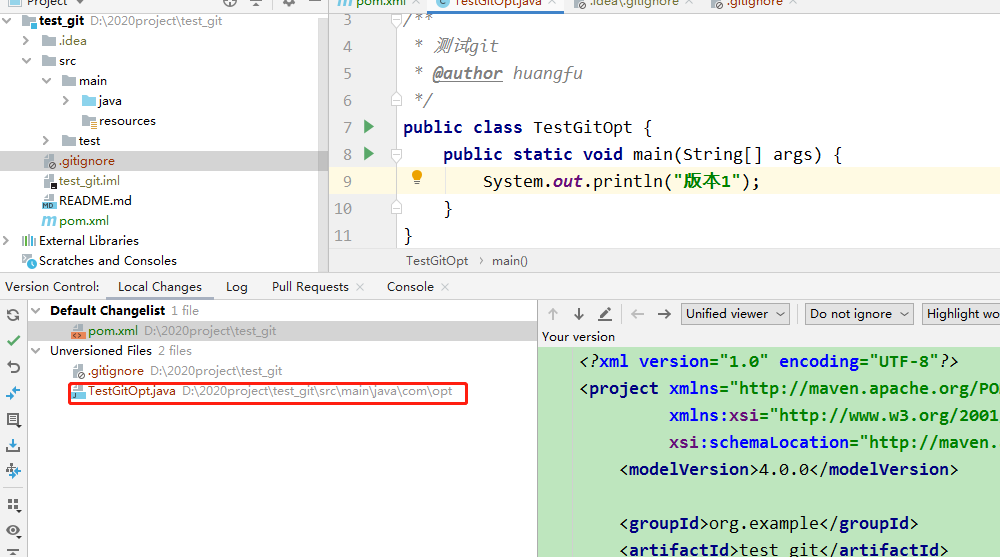 Project
pom.xml
TestGitOpt.java
.idea\.gitignore
.gitignore
test_git D:\2020project\test_git
.idea
src
main
java
resources
test
.gitignore
test_git.iml
README.md
pom.xml
External Libraries
Scratches and Consoles
3 /**
4 * 测试git
5 * @author huangfu
6 */
7 public class TestGitOpt {
8 public static void main(String[] args) {
9 System.out.println("版本1");
10 }
11 }
TestGitOpt › main()
Version Control: Local Changes Log Pull Requests Console
Default Changelist 1 file
pom.xml D:\2020project\test_git
Unversioned Files 2 files
.gitignore D:\2020project\test_git
TestGitOpt.java D:\2020project\test_git\src\main\java\com\opt
Unified viewer Do not ignore Highlight wo
Your version
<?xml version="1.0" encoding="UTF-8"?>
<project xmlns="http://maven.apache.org/PO
xmlns:xsi="http://www.w3.org/2001
xsi:schemaLocation="http://maven.
<modelVersion>4.0.0</modelVersion>
<groupId>org.example</groupId>
<artifactId>test_git</artifactId>